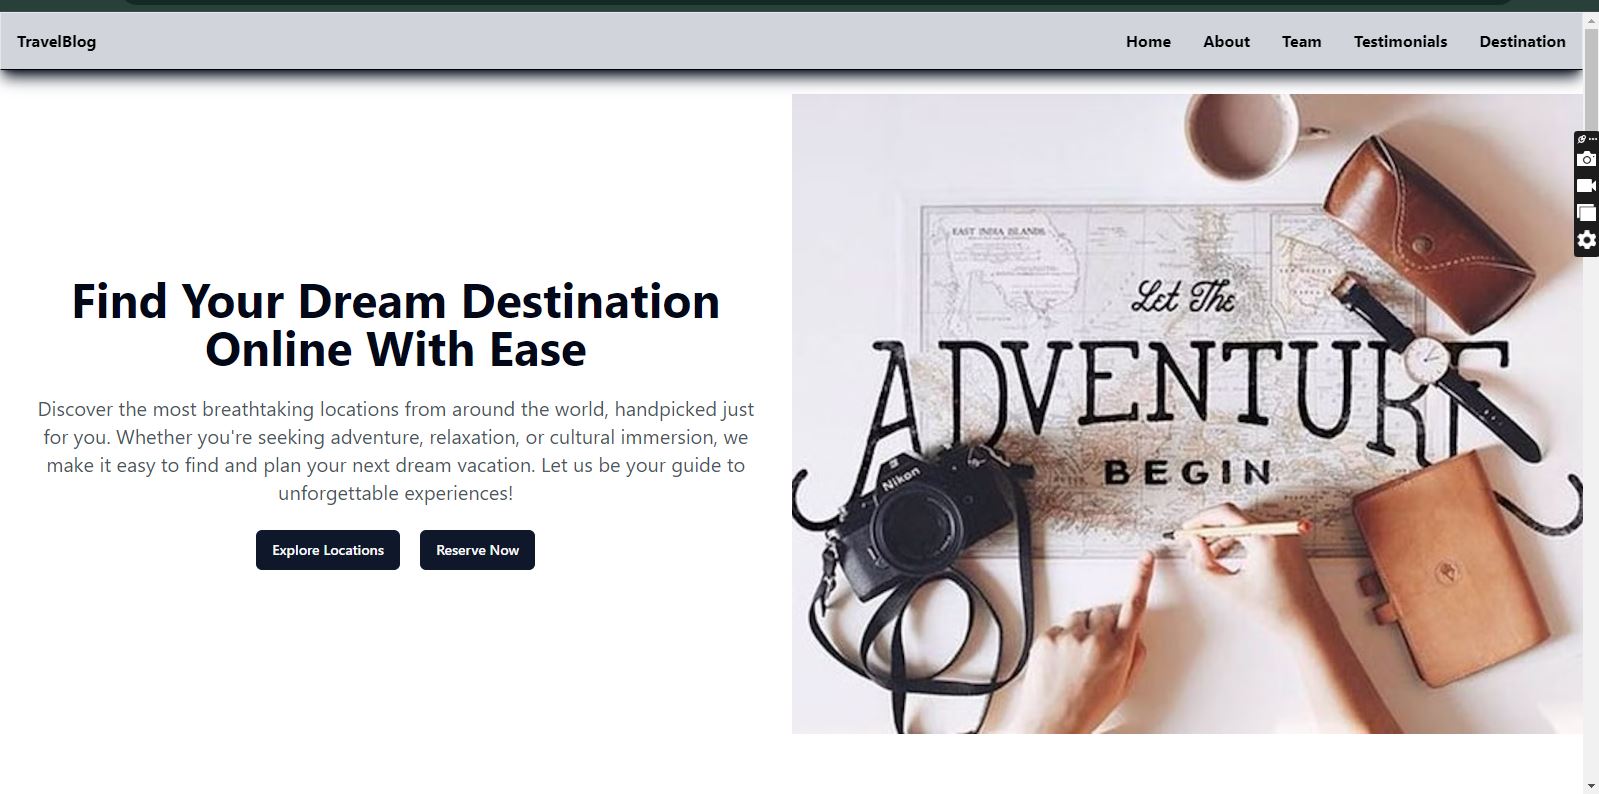 TravelBlog
Home About Team Testimonials Destination
Find Your Dream Destination
Online With Ease
Discover the most breathtaking locations from around the world, handpicked just
for you. Whether you're seeking adventure, relaxation, or cultural immersion, we
make it easy to find and plan your next dream vacation. Let us be your guide to
unforgettable experiences!
Explore Locations Reserve Now
EAST INDIA ISLANDS
Let The
ADVENTURE
BEGIN
Nikon